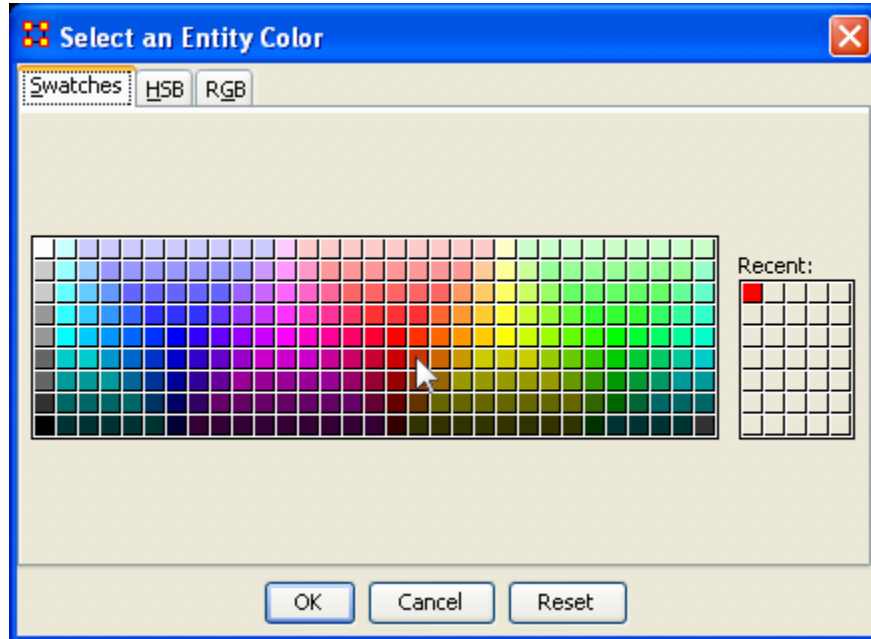 Select an Entity Color
Swatches HSB RGB
Recent:
OK Cancel Reset